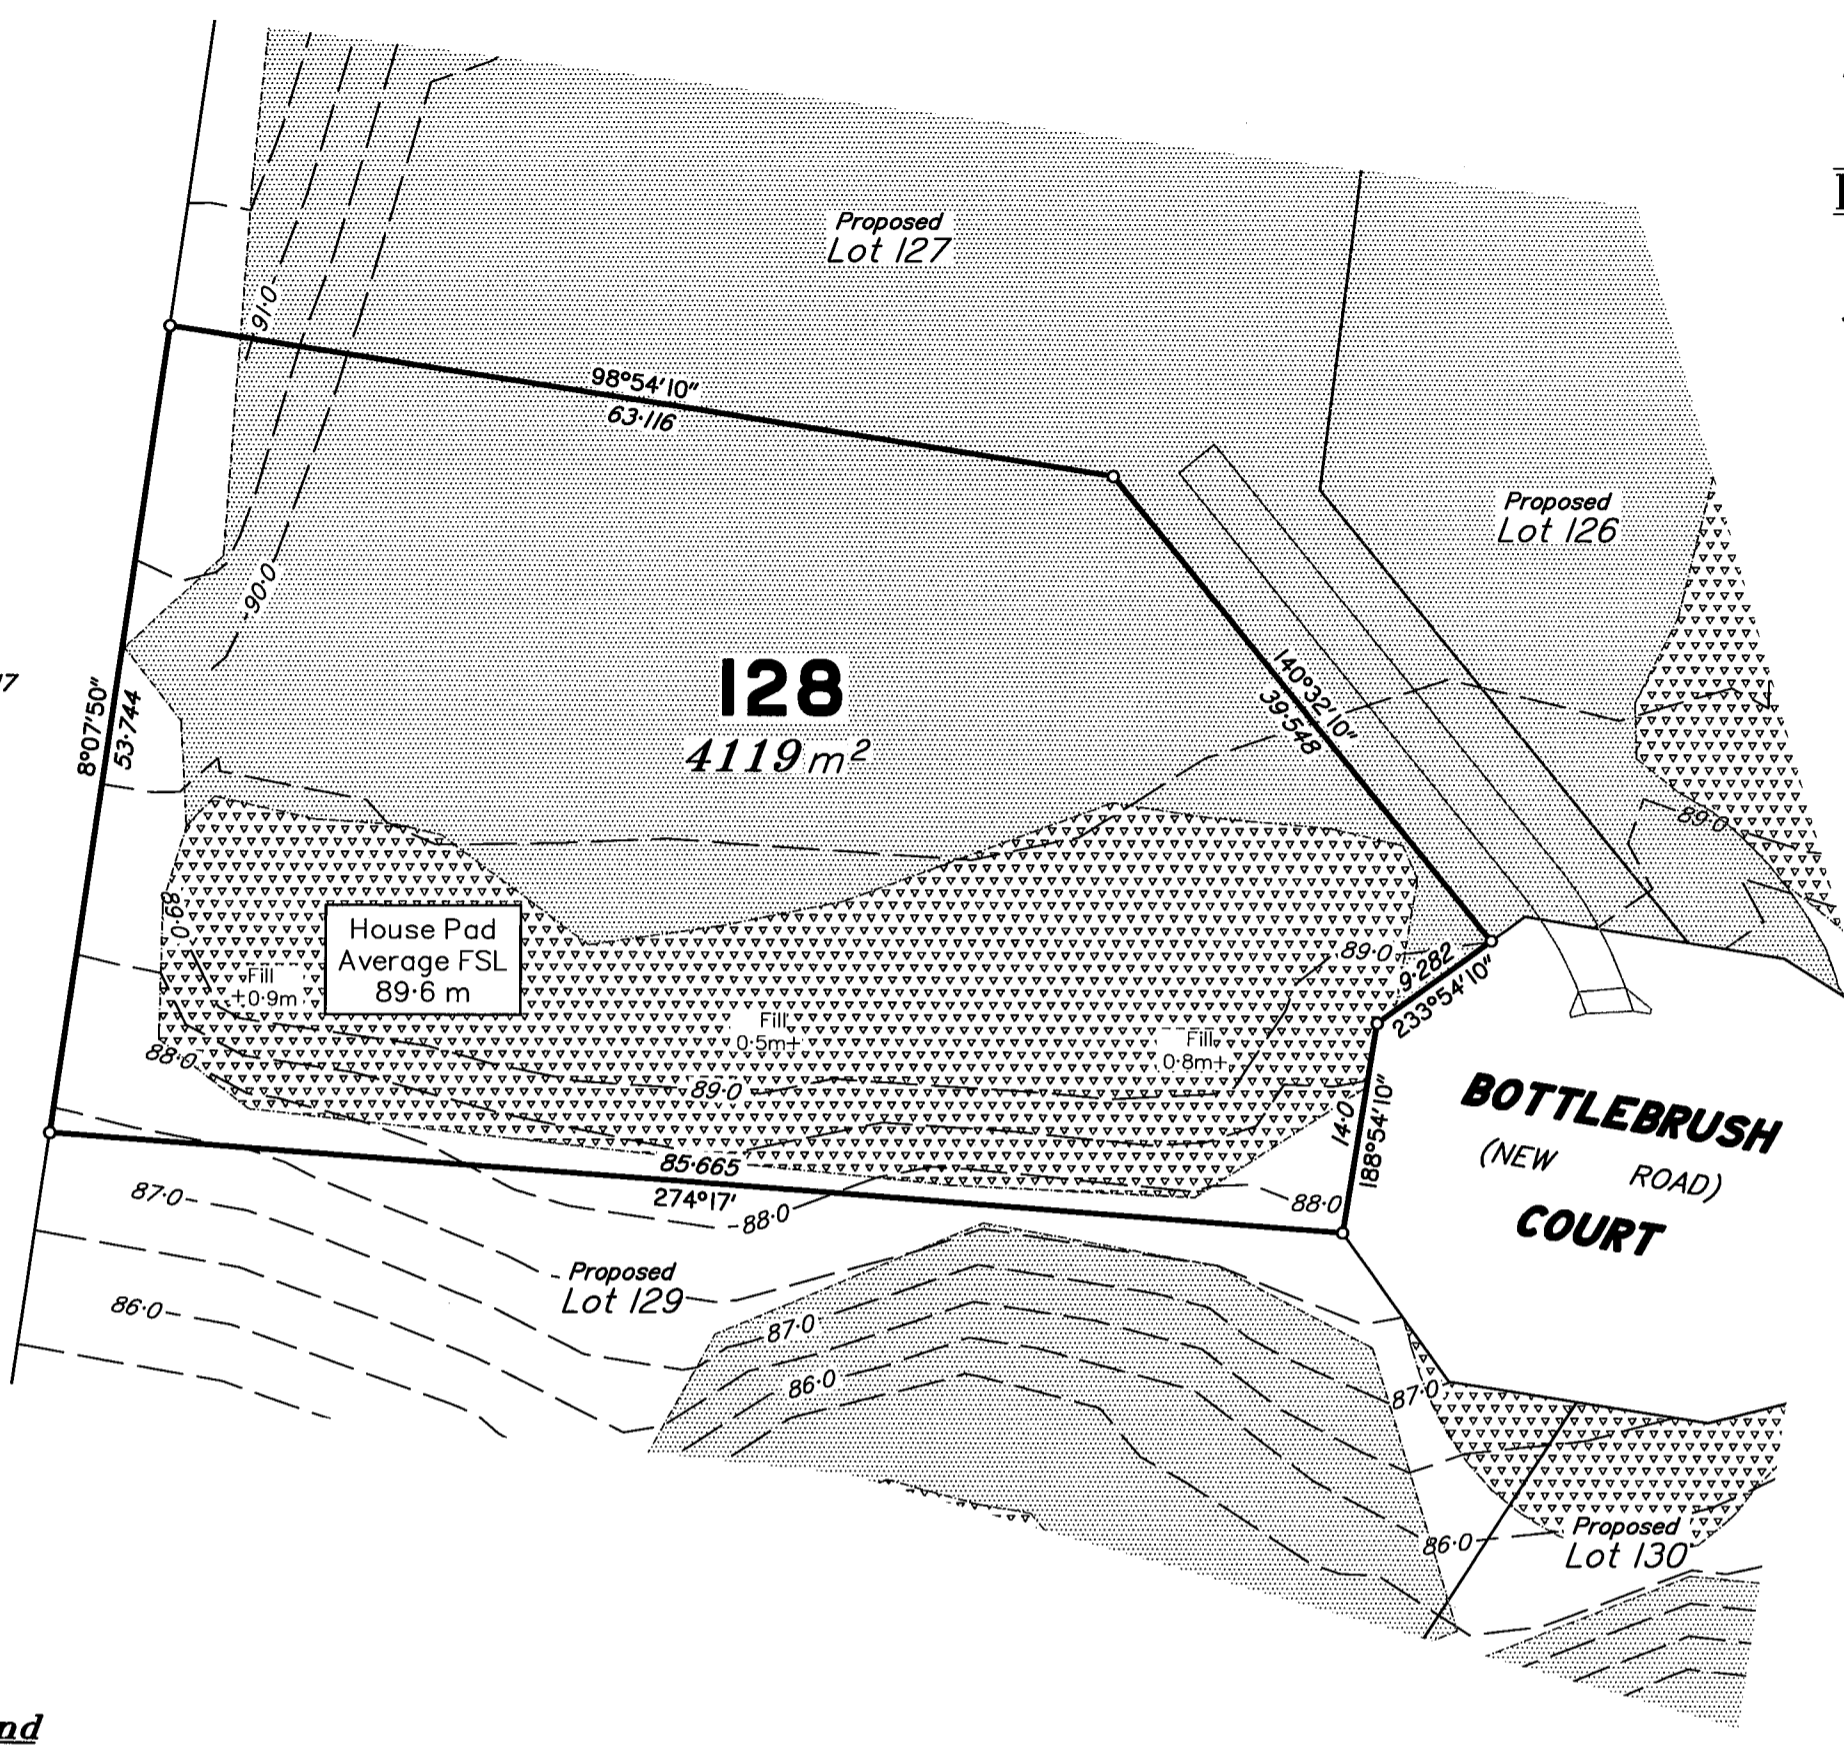 Proposed
Lot 127
91·0
98°54'10"
63·116
Proposed
Lot 126
90·0
128
4119 m²
140°32'10"
39·548
8°07'50"
53·744
89·0
89·0
House Pad
Average FSL
89·6 m
Fill
+0·9m
Fill
0·5m+
Fill
0·8m+
89·0
9·282
233°54'10"
88·0
89·0
14·0
188°54'10"
BOTTLEBRUSH
(NEW ROAD)
COURT
85·665
274°17'
88·0
88·0
87·0
Proposed
Lot 129
86·0
87·0
86·0
87·0
86·0
Proposed
Lot 130
nd